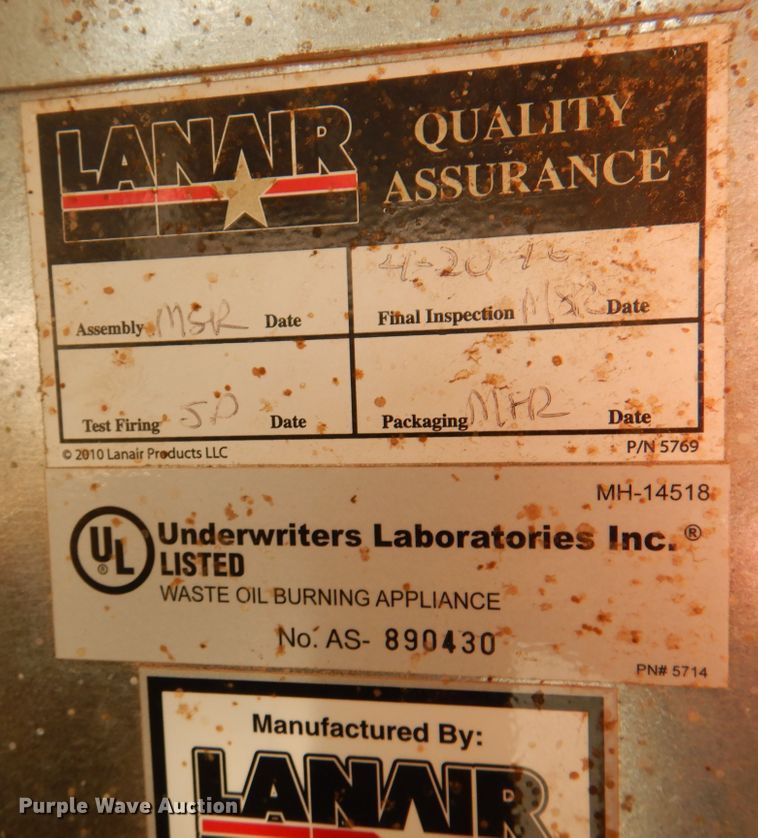 LANAIR
QUALITY
ASSURANCE
4-20-16
Assembly MSR Date
Final Inspection Date
Test Firing SD Date
Packaging MHR Date
© 2010 Lanair Products LLC
P/N 5769
MH-14518
UL ®
Underwriters Laboratories Inc.®
LISTED
WASTE OIL BURNING APPLIANCE
No. AS- 890430
PN# 5714
Manufactured By:
LANAIR
Purple Wave Auction